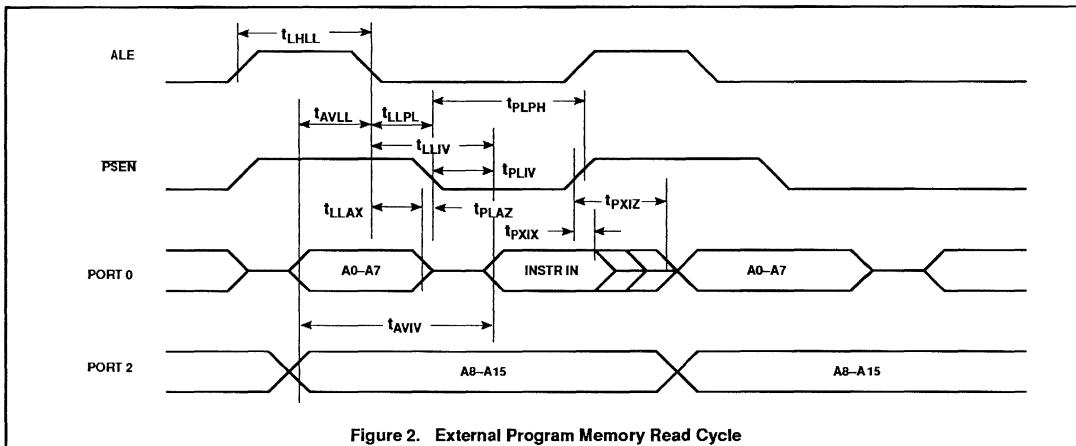 tLHLL
ALE
tAVLL
tLLPL
tPLPH
tLLIV
PSEN
tPLIV
tLLAX
tPLAZ
tPXIZ
tPXIX
PORT 0
A0–A7
INSTR IN
A0–A7
tAVIV
PORT 2
A8–A15
A8–A15
Figure 2. External Program Memory Read Cycle